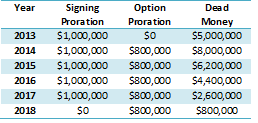 Year Signing Proration Option Proration Dead Money
2013 $1,000,000 $0 $5,000,000
2014 $1,000,000 $800,000 $8,000,000
2015 $1,000,000 $800,000 $6,200,000
2016 $1,000,000 $800,000 $4,400,000
2017 $1,000,000 $800,000 $2,600,000
2018 $0 $800,000 $800,000